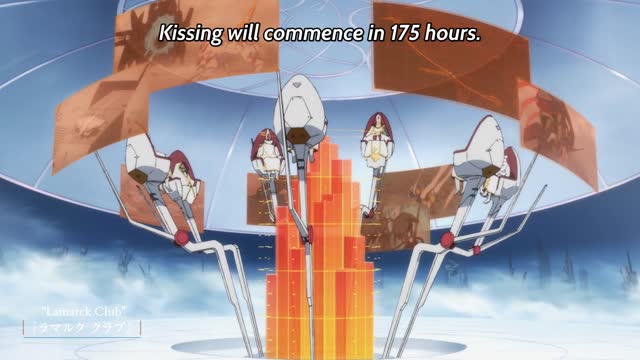 Kissing will commence in 175 hours.
"Lamarck Club"
『ラマルク クラブ』